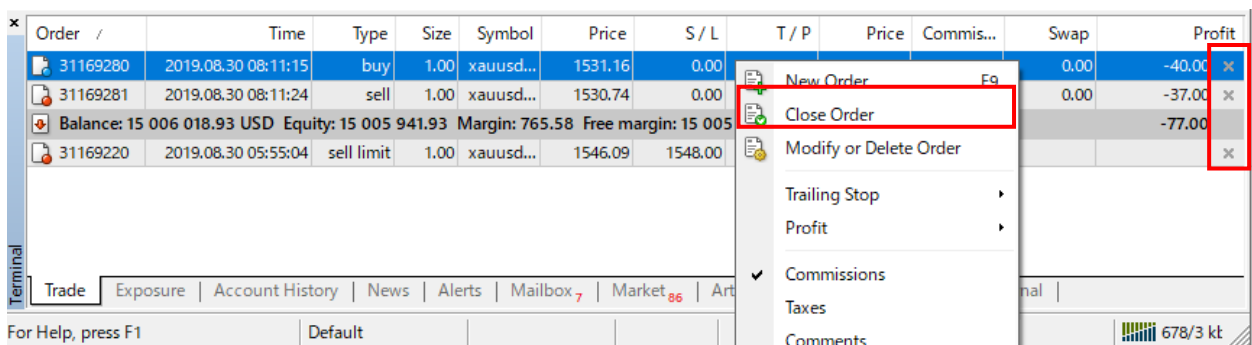 Order / Time Type Size Symbol Price S / L T / P Price Commis... Swap Profit
31169280 2019.08.30 08:11:15 buy 1.00 xauusd... 1531.16 0.00 0.00 -40.00
31169281 2019.08.30 08:11:24 sell 1.00 xauusd... 1530.74 0.00 0.00 -37.00
Balance: 15 006 018.93 USD Equity: 15 005 941.93 Margin: 765.58 Free margin: 15 005 -77.00
31169220 2019.08.30 05:55:04 sell limit 1.00 xauusd... 1546.09 1548.00
New Order F9
Close Order
Modify or Delete Order
Trailing Stop
Profit
Commissions
Taxes
Comments
Terminal
Trade Exposure | Account History | News | Alerts | Mailbox 7 | Market 86 | Art nal |
For Help, press F1 Default 678/3 kb